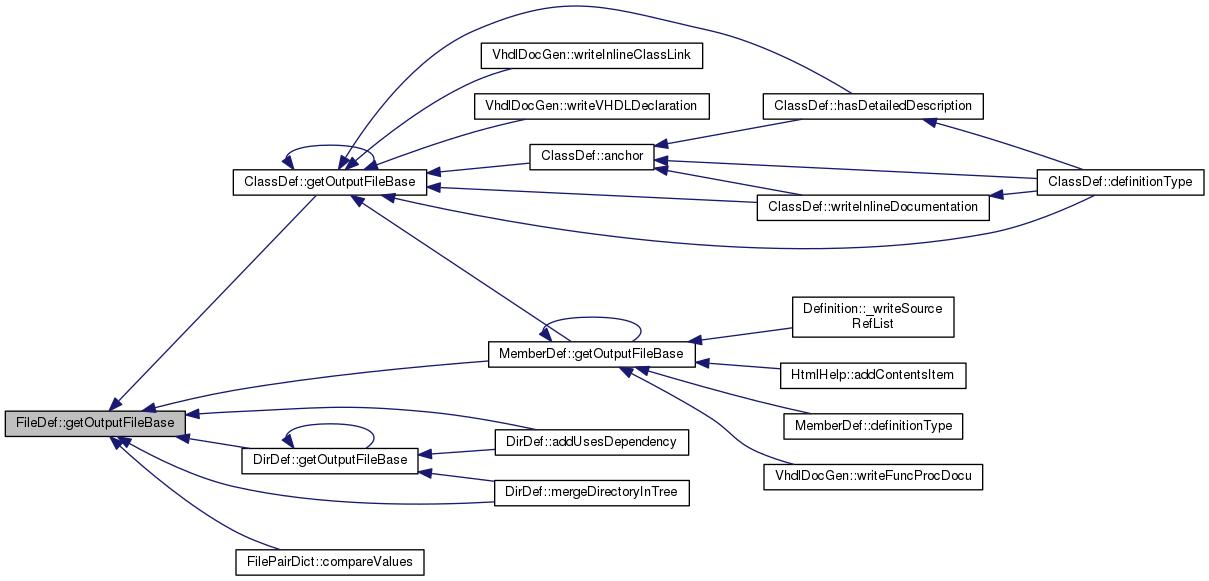 VhdlDocGen::writeInlineClassLink
VhdlDocGen::writeVHDLDeclaration
ClassDef::hasDetailedDescription
ClassDef::anchor
ClassDef::getOutputFileBase
ClassDef::definitionType
ClassDef::writeInlineDocumentation
Definition::_writeSource
RefList
MemberDef::getOutputFileBase
HtmlHelp::addContentsItem
FileDef::getOutputFileBase
MemberDef::definitionType
DirDef::addUsesDependency
DirDef::getOutputFileBase
VhdlDocGen::writeFuncProcDocu
DirDef::mergeDirectoryInTree
FilePairDict::compareValues